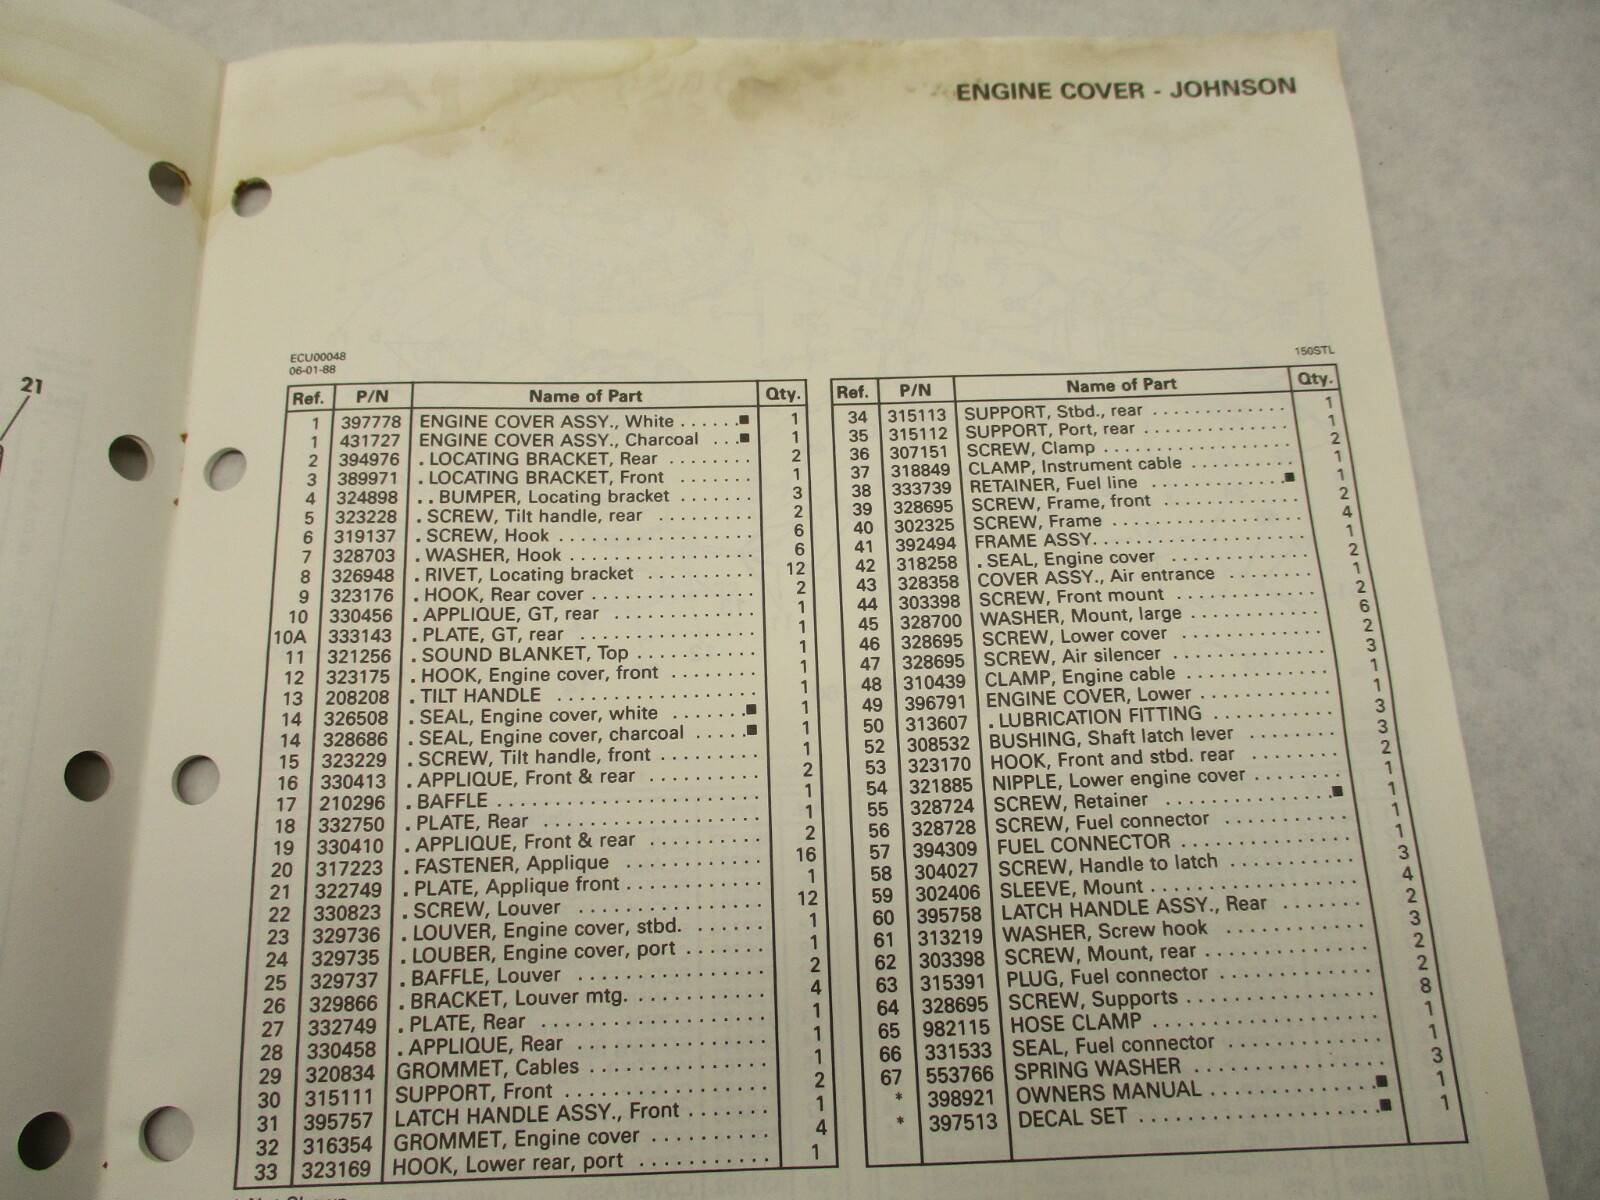 ENGINE COVER - JOHNSON
21
ECU00048
06-01-88
150STL
Ref. P/N Name of Part Qty.
1 397778 ENGINE COVER ASSY., White ......■ 1
1 431727 ENGINE COVER ASSY., Charcoal ...■ 1
2 394976 . LOCATING BRACKET, Rear ........ 2
3 389971 . LOCATING BRACKET, Front ....... 1
4 324898 . . BUMPER, Locating bracket ....... 3
5 323228 . SCREW, Tilt handle, rear ......... 2
6 319137 . SCREW, Hook .................. 6
7 328703 . WASHER, Hook ................ 6
8 326948 . RIVET, Locating bracket .......... 12
9 323176 . HOOK, Rear cover .............. 2
10 330456 . APPLIQUE, GT, rear ............ 1
10A 333143 . PLATE, GT, rear ............... 1
11 321256 . SOUND BLANKET, Top ........... 1
12 323175 . HOOK, Engine cover, front ........ 1
13 208208 . TILT HANDLE ................. 1
14 326508 . SEAL, Engine cover, white .......■ 1
14 328686 . SEAL, Engine cover, charcoal .....■ 1
15 323229 . SCREW, Tilt handle, front ......... 1
16 330413 . APPLIQUE, Front & rear .......... 2
17 210296 . BAFFLE ...................... 1
18 332750 . PLATE, Rear .................. 1
19 330410 . APPLIQUE, Front & rear .......... 2
20 317223 . FASTENER, Applique ............ 16
21 322749 . PLATE, Applique front ............ 1
22 330823 . SCREW, Louver ................ 12
23 329736 . LOUVER, Engine cover, stbd. ...... 1
24 329735 . LOUBER, Engine cover, port ....... 1
25 329737 . BAFFLE, Louver ................ 2
26 329866 . BRACKET, Louver mtg. ........... 4
27 332749 . PLATE, Rear .................. 1
28 330458 . APPLIQUE, Rear ............... 1
29 320834 GROMMET, Cables .............. 1
30 315111 SUPPORT, Front ................ 2
31 395757 LATCH HANDLE ASSY., Front ....... 1
32 316354 GROMMET, Engine cover .......... 4
33 323169 HOOK, Lower rear, port ........... 1
Ref. P/N Name of Part Qty.
34 315113 SUPPORT, Stbd., rear ............. 1
35 315112 SUPPORT, Port, rear .............. 1
36 307151 SCREW, Clamp .................. 2
37 318849 CLAMP, Instrument cable .......... 1
38 333739 RETAINER, Fuel line .............■ 1
39 328695 SCREW, Frame, front ............. 2
40 302325 SCREW, Frame .................. 4
41 392494 FRAME ASSY. .................. 1
42 318258 . SEAL, Engine cover ............. 2
43 328358 COVER ASSY., Air entrance ........ 1
44 303398 SCREW, Front mount ............. 2
45 328700 WASHER, Mount, large ........... 6
46 328695 SCREW, Lower cover ............ 2
47 328695 SCREW, Air silencer ............. 3
48 310439 CLAMP, Engine cable ............ 1
49 396791 ENGINE COVER, Lower ........... 1
50 313607 . LUBRICATION FITTING .......... 3
52 308532 BUSHING, Shaft latch lever ........ 3
53 323170 HOOK, Front and stbd. rear ........ 2
54 321885 NIPPLE, Lower engine cover ........ 1
55 328724 SCREW, Retainer ...............■ 1
56 328728 SCREW, Fuel connector ........... 1
57 394309 FUEL CONNECTOR .............. 1
58 304027 SCREW, Handle to latch .......... 3
59 302406 SLEEVE, Mount ................. 4
60 395758 LATCH HANDLE ASSY., Rear ....... 2
61 313219 WASHER, Screw hook ............ 3
62 303398 SCREW, Mount, rear ............. 2
63 315391 PLUG, Fuel connector ............ 2
64 328695 SCREW, Supports ............... 8
65 982115 HOSE CLAMP .................. 1
66 331533 SEAL, Fuel connector ............ 1
67 553766 SPRING WASHER ............... 3
* 398921 OWNERS MANUAL ..............■ 1
* 397513 DECAL SET ....................■ 1